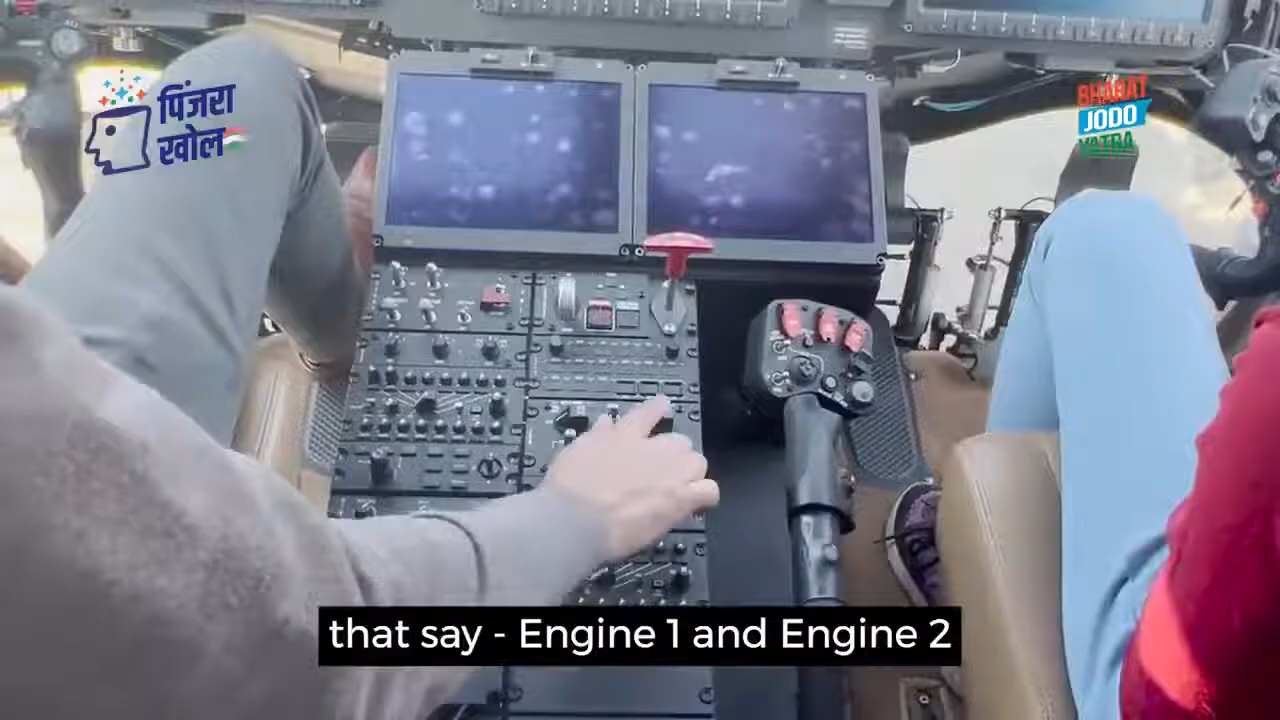 पिंजरा
खोल
BHARAT
JODO
YATRA
that say - Engine 1 and Engine 2